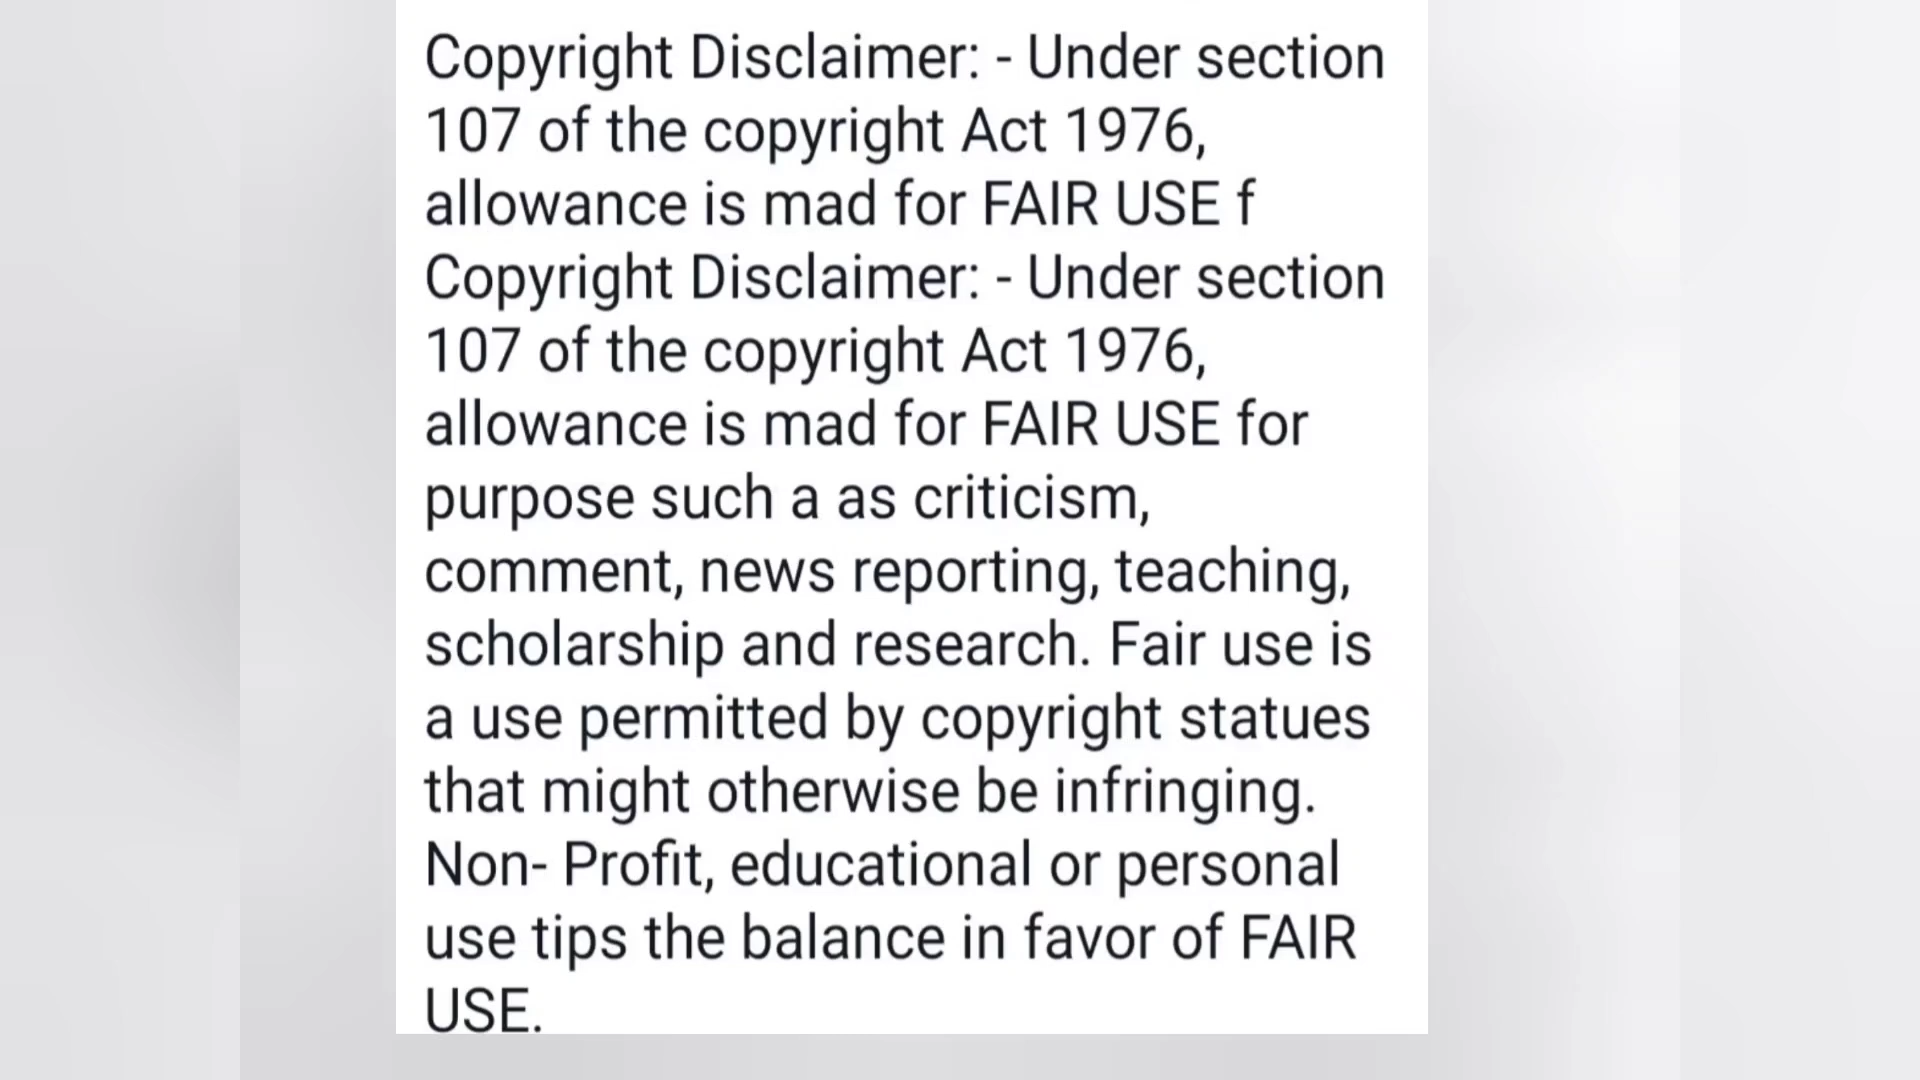 Copyright Disclaimer: - Under section
107 of the copyright Act 1976,
allowance is mad for FAIR USE f
Copyright Disclaimer: - Under section
107 of the copyright Act 1976,
allowance is mad for FAIR USE for
purpose such a as criticism,
comment, news reporting, teaching,
scholarship and research. Fair use is
a use permitted by copyright statues
that might otherwise be infringing.
Non- Profit, educational or personal
use tips the balance in favor of FAIR
USE.